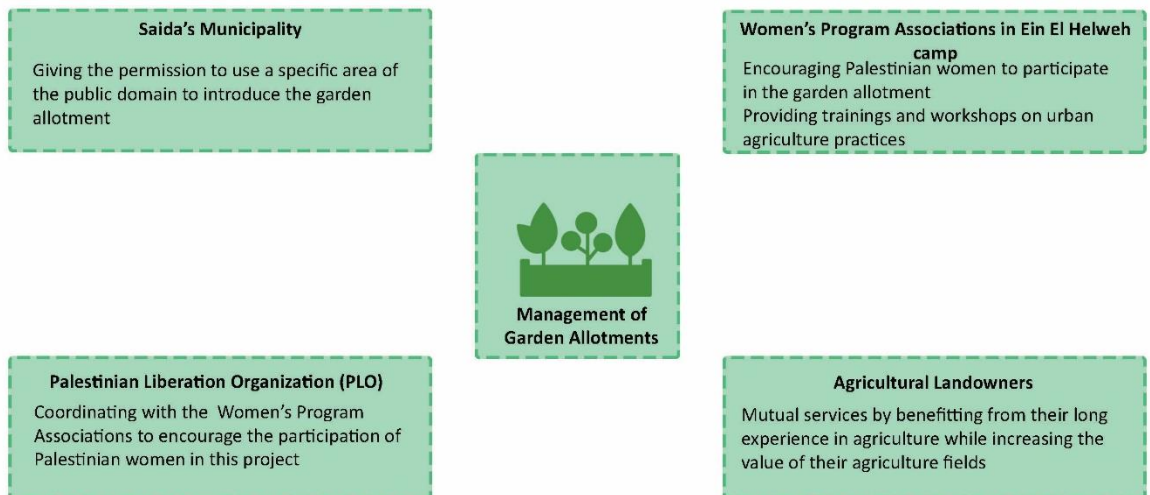 Saida's Municipality
Giving the permission to use a specific area of
the public domain to introduce the garden
allotment
Women's Program Associations in Ein El Helweh
camp
Encouraging Palestinian women to participate
in the garden allotment
Providing trainings and workshops on urban
agriculture practices
Management of
Garden Allotments
Palestinian Liberation Organization (PLO)
Coordinating with the Women's Program
Associations to encourage the participation of
Palestinian women in this project
Agricultural Landowners
Mutual services by benefitting from their long
experience in agriculture while increasing the
value of their agriculture fields